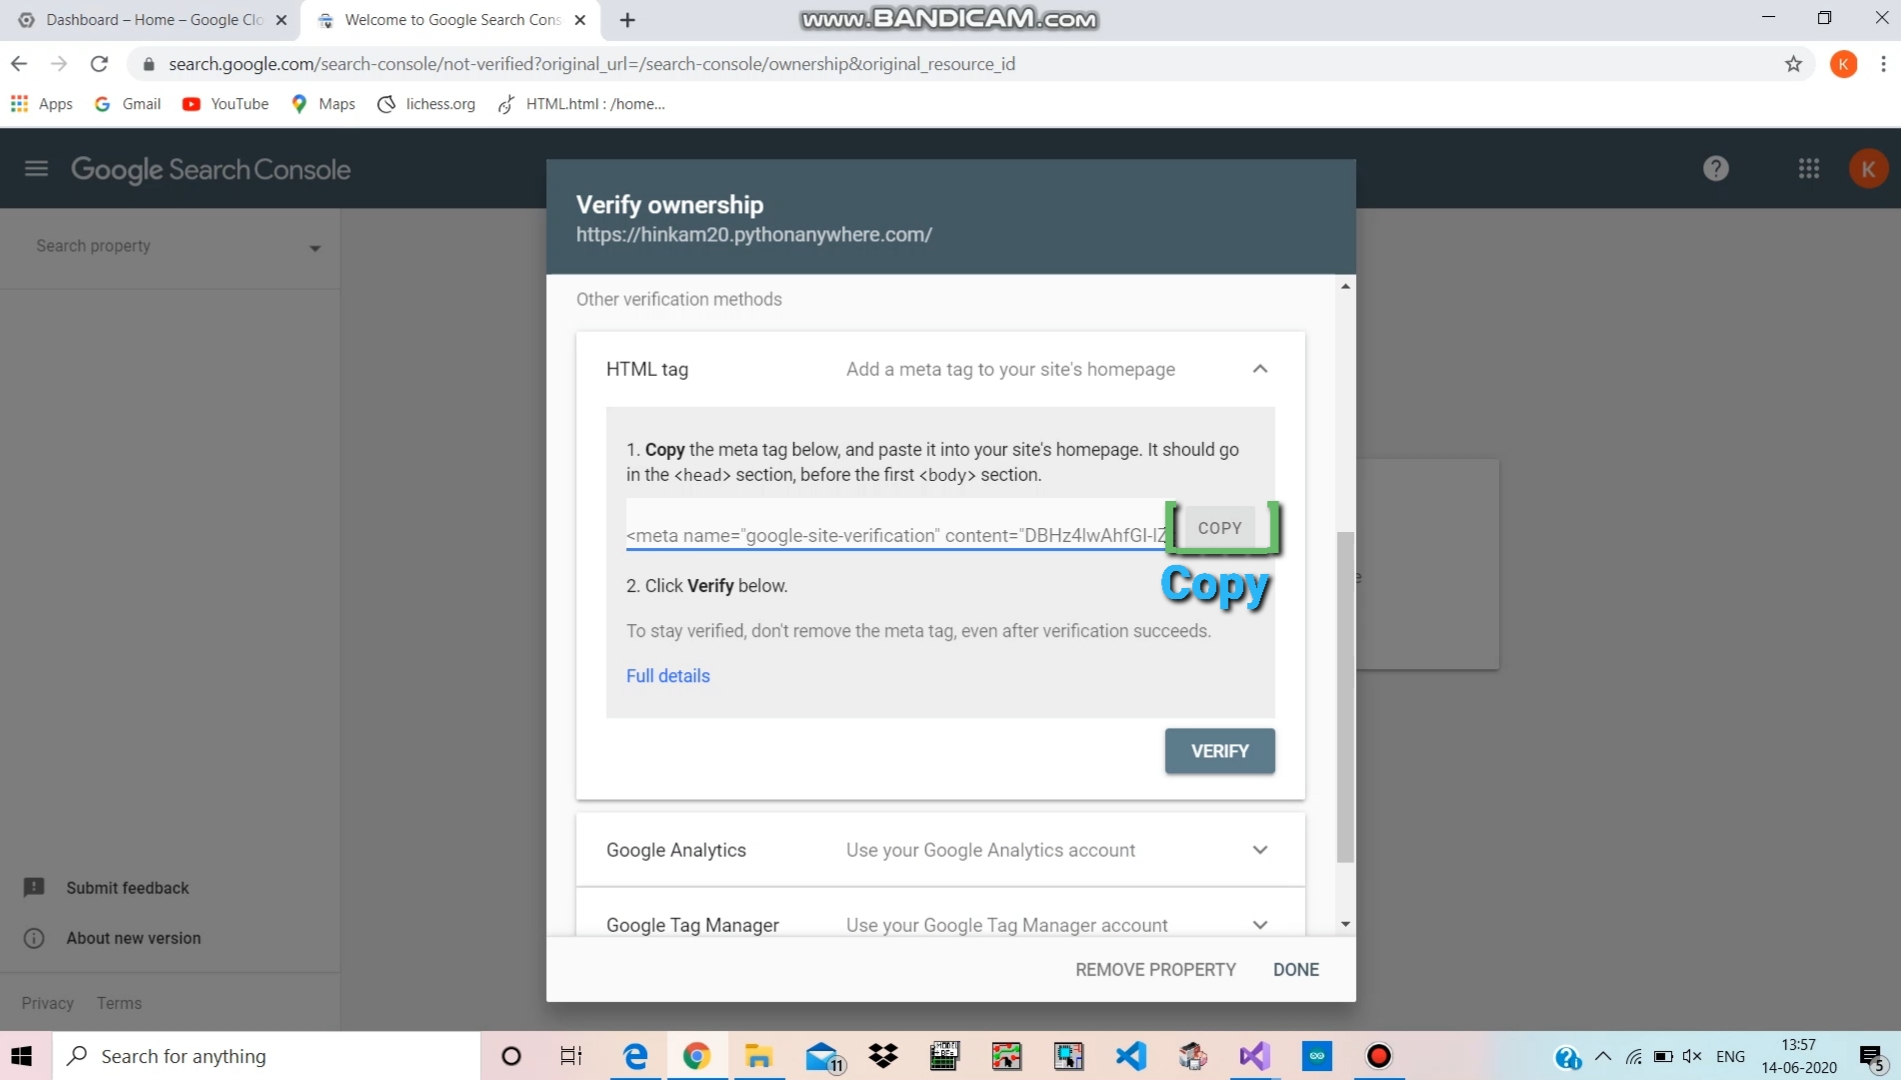 Dashboard – Home – Google Clo
Welcome to Google Search Cons
www.BANDICAM.com
search.google.com/search-console/not-verified?original_url=/search-console/ownership&original_resource_id
K
Apps
Gmail
YouTube
Maps
lichess.org
HTML.html : /home...
Google Search Console
K
Search property
Verify ownership
https://hinkam20.pythonanywhere.com/
Other verification methods
HTML tag
Add a meta tag to your site's homepage
1. Copy the meta tag below, and paste it into your site's homepage. It should go
in the <head> section, before the first <body> section.
<meta name="google-site-verification" content="
COPY
Copy
2. Click Verify below.
To stay verified, don't remove the meta tag, even after verification succeeds.
Full details
VERIFY
Google Analytics
Use your Google Analytics account
Google Tag Manager
Use your Google Tag Manager account
REMOVE PROPERTY
DONE
Submit feedback
About new version
Privacy
Terms
Search for anything
11
ENG
13:57
14-06-2020
5